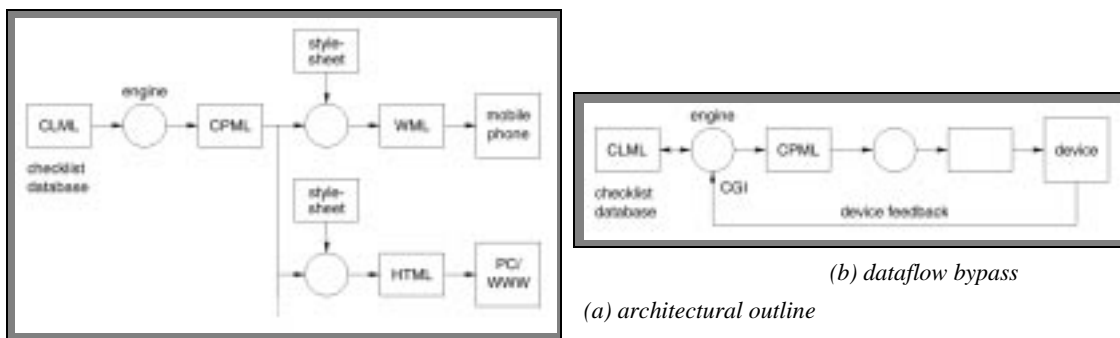 style-
sheet
engine
CLML
CPML
WML
mobile
phone
checklist
database
style-
sheet
HTML
PC/
WWW
engine
CLML
CPML
device
CGI
checklist
database
device feedback
(b) dataflow bypass
(a) architectural outline